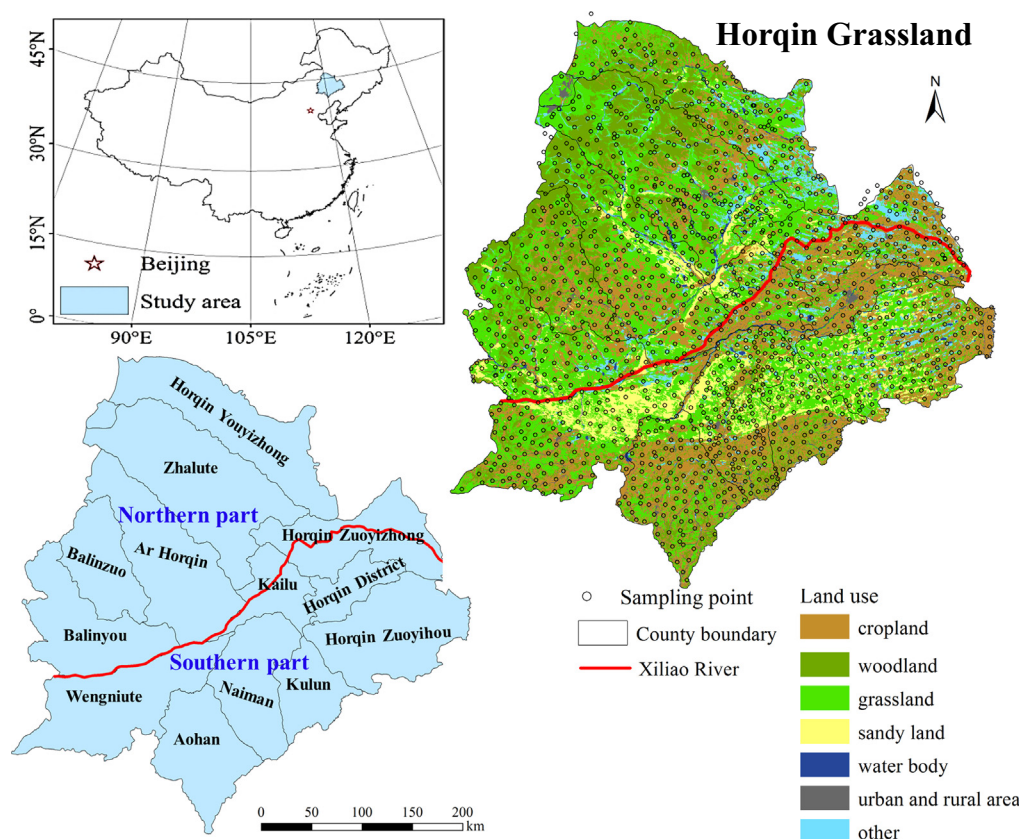 Horqin Grassland
N
45°N
30°N
15°N
0°
90°E
105°E
120°E
Beijing
Study area
Horqin Youyizhong
Zhalute
Northern part
Horqin Zuoyizhong
Ar Horqin
Balinzuo
Kailu
Horqin District
Balinyou
Horqin Zuoyihou
Southern part
Wengniute
Naiman
Kulun
Aohan
0 50 100 150 200
km
Sampling point
County boundary
Xiliao River
Land use
cropland
woodland
grassland
sandy land
water body
urban and rural area
other